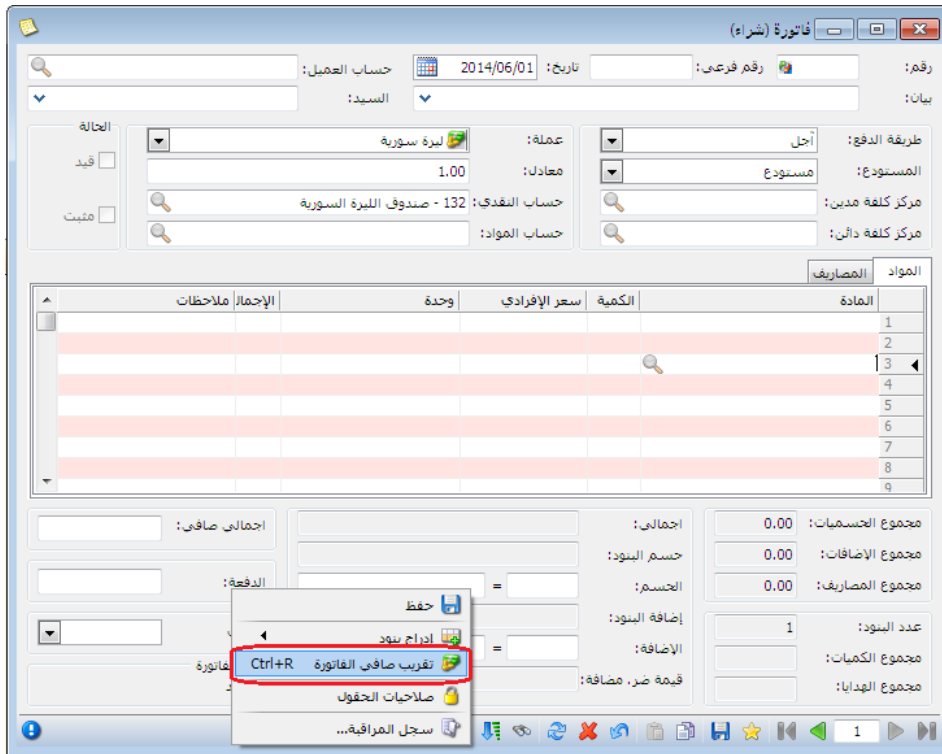 فاتورة (شراء)
رقم: رقم فرعي: تاريخ: 2014/06/01 حساب العميل:
بيان: السيد:
طريقة الدفع: آجل عملة: ليرة سورية الحالة
المستودع: مستودع معادل: 1.00 قيد
مركز كلفة مدين: حساب النقدي: 132 - صندوق الليرة السورية
مركز كلفة دائن: حساب المواد: مثبت
المواد المصاريف
المادة الكمية سعر الإفرادي وحدة الإجمال ملاحظات
1
2
3
4
5
6
7
8
9
مجموع الحسميات: 0.00 اجمالي: اجمالي صافي:
مجموع الإضافات: 0.00 حسم البنود:
مجموع المصاريف: 0.00 الحسم: = الدفعة:
عدد البنود: 1 إضافة البنود:
مجموع الكميات: الإضافة: =
مجموع الهدايا: قيمة ضر. مضافة:
حفظ
إدراج بنود
تقريب صافي الفاتورة Ctrl+R
صلاحيات الحقول
سجل المراقبة...
1